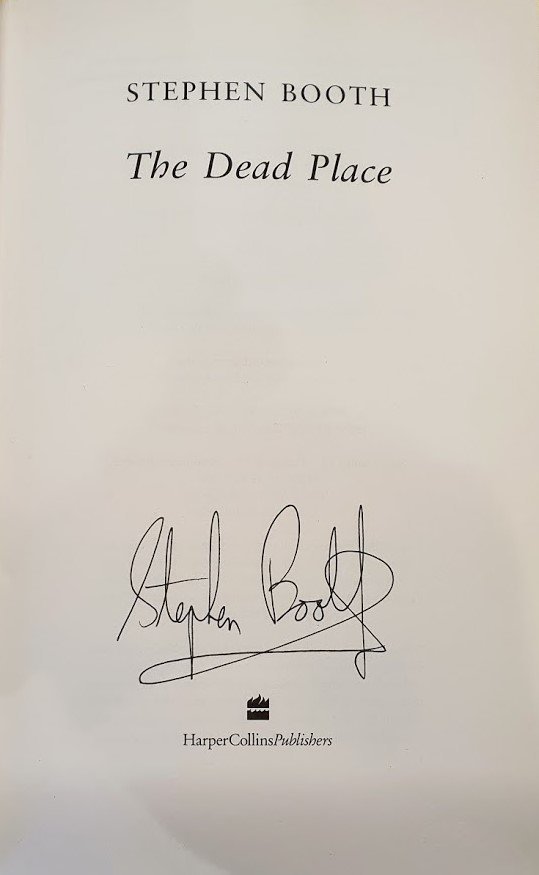 STEPHEN BOOTH
The Dead Place
Stephen Booth
HarperCollinsPublishers